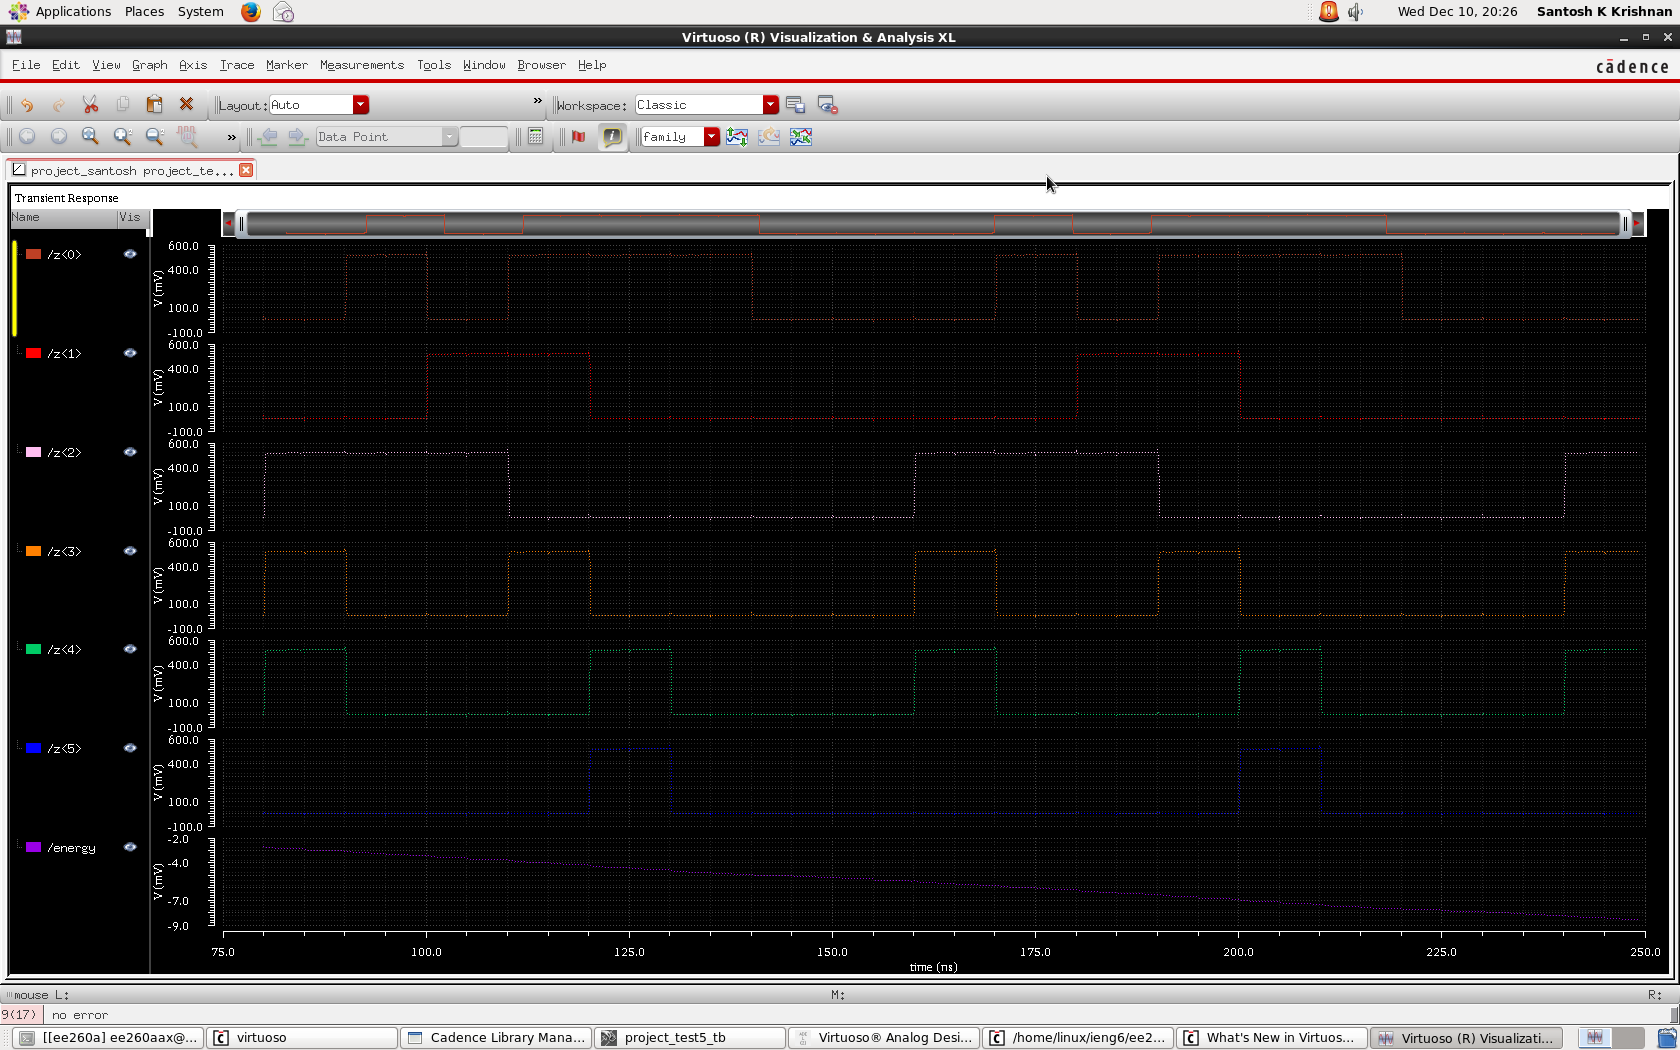 Applications Places System Wed Dec 10, 20:26 Santosh K Krishnan
Virtuoso (R) Visualization & Analysis XL
File Edit View Graph Axis Trace Marker Measurements Tools Window Browser Help cādence
Layout: Auto » Workspace: Classic
» Data Point family
project_santosh project_te...
Transient Response
Name Vis
/z<0>
V (mV)
600.0
400.0
100.0
-100.0
/z<1>
V (mV)
600.0
400.0
100.0
-100.0
/z<2>
V (mV)
600.0
400.0
100.0
-100.0
/z<3>
V (mV)
600.0
400.0
100.0
-100.0
/z<4>
V (mV)
600.0
400.0
100.0
-100.0
/z<5>
V (mV)
600.0
400.0
100.0
-100.0
/energy
V (mV)
-2.0
-4.0
-7.0
-9.0
75.0 100.0 125.0 150.0 175.0 200.0 225.0 250.0
time (ns)
mouse L: M: R:
9(17) no error
[[ee260a] ee260aax@... virtuoso Cadence Library Mana... project_test5_tb Virtuoso® Analog Desi... /home/linux/ieng6/ee2... What's New in Virtuos... Virtuoso (R) Visualizati...